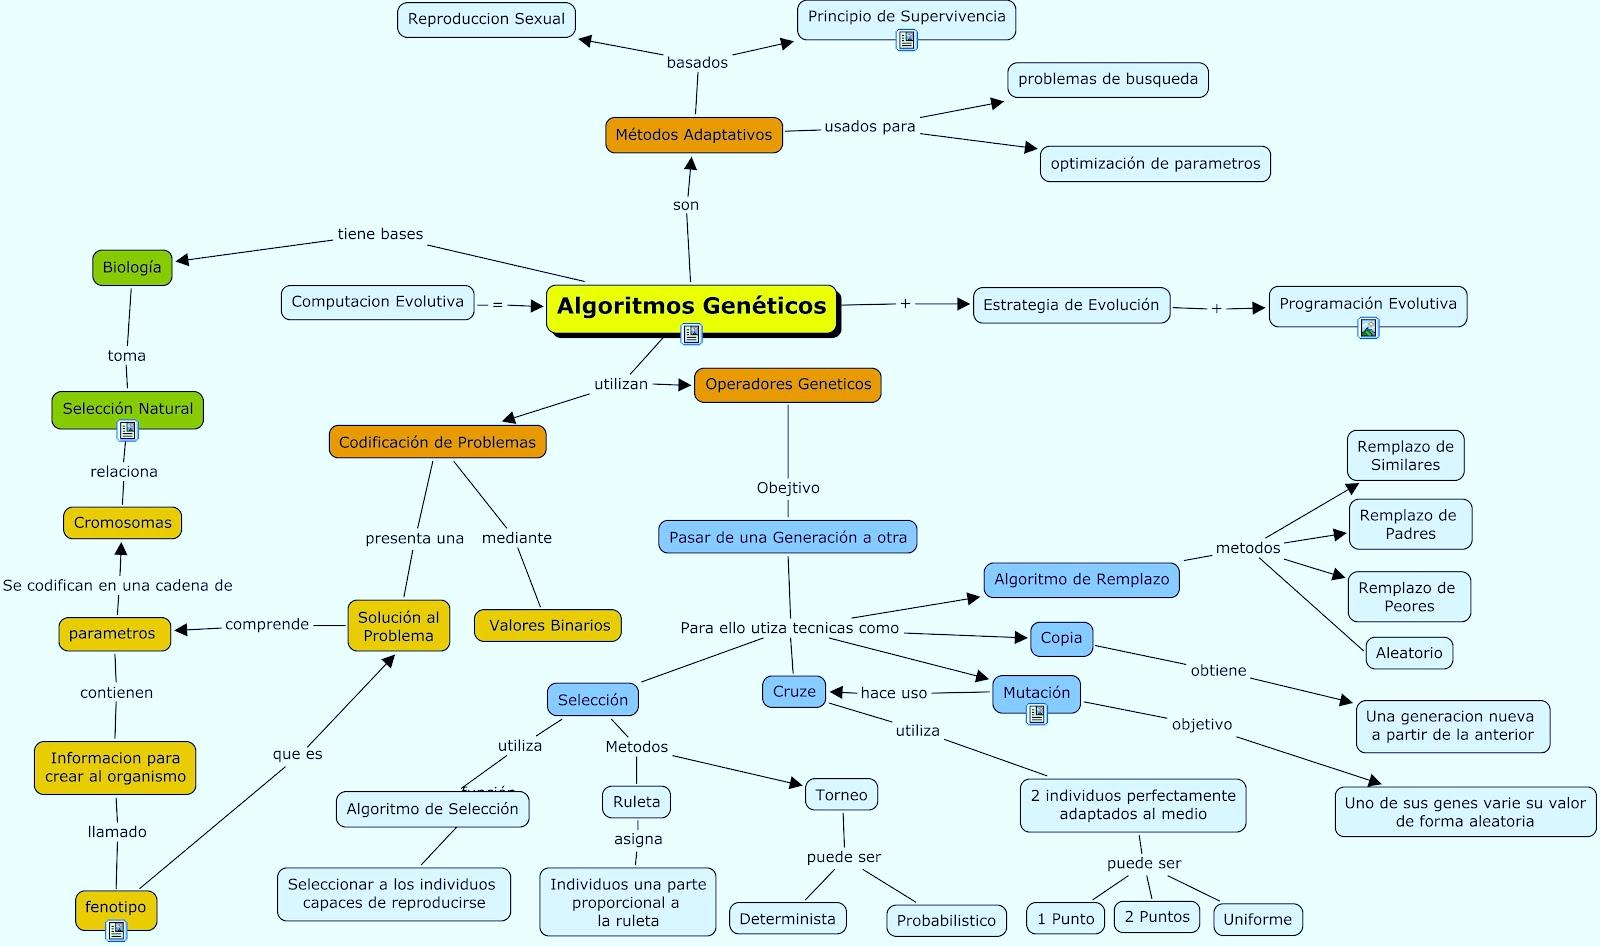 Reproduccion Sexual
Principio de Supervivencia
basados
problemas de busqueda
Métodos Adaptativos
usados para
optimización de parametros
son
tiene bases
Biología
Computacion Evolutiva
=
Algoritmos Genéticos
+
Estrategia de Evolución
+
Programación Evolutiva
toma
utilizan
Operadores Geneticos
Selección Natural
Codificación de Problemas
relaciona
Cromosomas
Obejtivo
presenta una
mediante
Pasar de una Generación a otra
Remplazo de
Similares
Remplazo de
Padres
metodos
Algoritmo de Remplazo
Remplazo de
Peores
Aleatorio
Se codifican en una cadena de
parametros
comprende
Solución al
Problema
Valores Binarios
Para ello utiza tecnicas como
Copia
obtiene
contienen
Selección
Cruze
hace uso
Mutación
Una generacion nueva
a partir de la anterior
objetivo
utiliza
Informacion para
crear al organismo
que es
utiliza
Metodos
función
Algoritmo de Selección
Ruleta
Torneo
2 individuos perfectamente
adaptados al medio
Uno de sus genes varie su valor
de forma aleatoria
llamado
asigna
puede ser
puede ser
fenotipo
Seleccionar a los individuos
capaces de reproducirse
Individuos una parte
proporcional a
la ruleta
Determinista
Probabilistico
1 Punto
2 Puntos
Uniforme